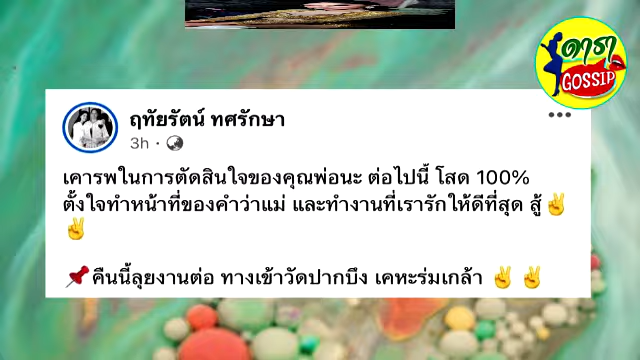 ดารา
GOSSIP
ฤทัยรัตน์ ทศรักษา
3h ·
เคารพในการตัดสินใจของคุณพ่อนะ ต่อไปนี้ โสด 100%
ตั้งใจทำหน้าที่ของคำว่าแม่ และทำงานที่เรารักให้ดีที่สุด สู้✌️
✌️
📌คืนนี้ลุยงานต่อ ทางเข้าวัดปากบึง เคหะร่มเกล้า ✌️ ✌️